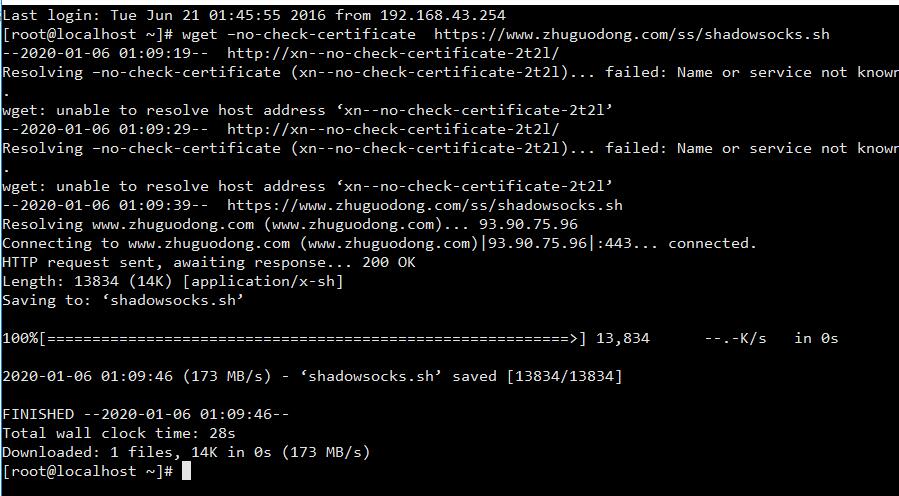 Last login: Tue Jun 21 01:45:55 2016 from 192.168.43.254
[root@localhost ~]# wget –no-check-certificate  https://www.zhuguodong.com/ss/shadowsocks.sh
--2020-01-06 01:09:19--  http://xn--no-check-certificate-2t2l/
Resolving –no-check-certificate (xn--no-check-certificate-2t2l)... failed: Name or service not known
.
wget: unable to resolve host address ‘xn--no-check-certificate-2t2l’
--2020-01-06 01:09:29--  http://xn--no-check-certificate-2t2l/
Resolving –no-check-certificate (xn--no-check-certificate-2t2l)... failed: Name or service not known
.
wget: unable to resolve host address ‘xn--no-check-certificate-2t2l’
--2020-01-06 01:09:39--  https://www.zhuguodong.com/ss/shadowsocks.sh
Resolving www.zhuguodong.com (www.zhuguodong.com)... 93.90.75.96
Connecting to www.zhuguodong.com (www.zhuguodong.com)|93.90.75.96|:443... connected.
HTTP request sent, awaiting response... 200 OK
Length: 13834 (14K) [application/x-sh]
Saving to: ‘shadowsocks.sh’
100%[==========================================================>] 13,834      --.-K/s   in 0s
2020-01-06 01:09:46 (173 MB/s) - ‘shadowsocks.sh’ saved [13834/13834]
FINISHED --2020-01-06 01:09:46--
Total wall clock time: 28s
Downloaded: 1 files, 14K in 0s (173 MB/s)
[root@localhost ~]#